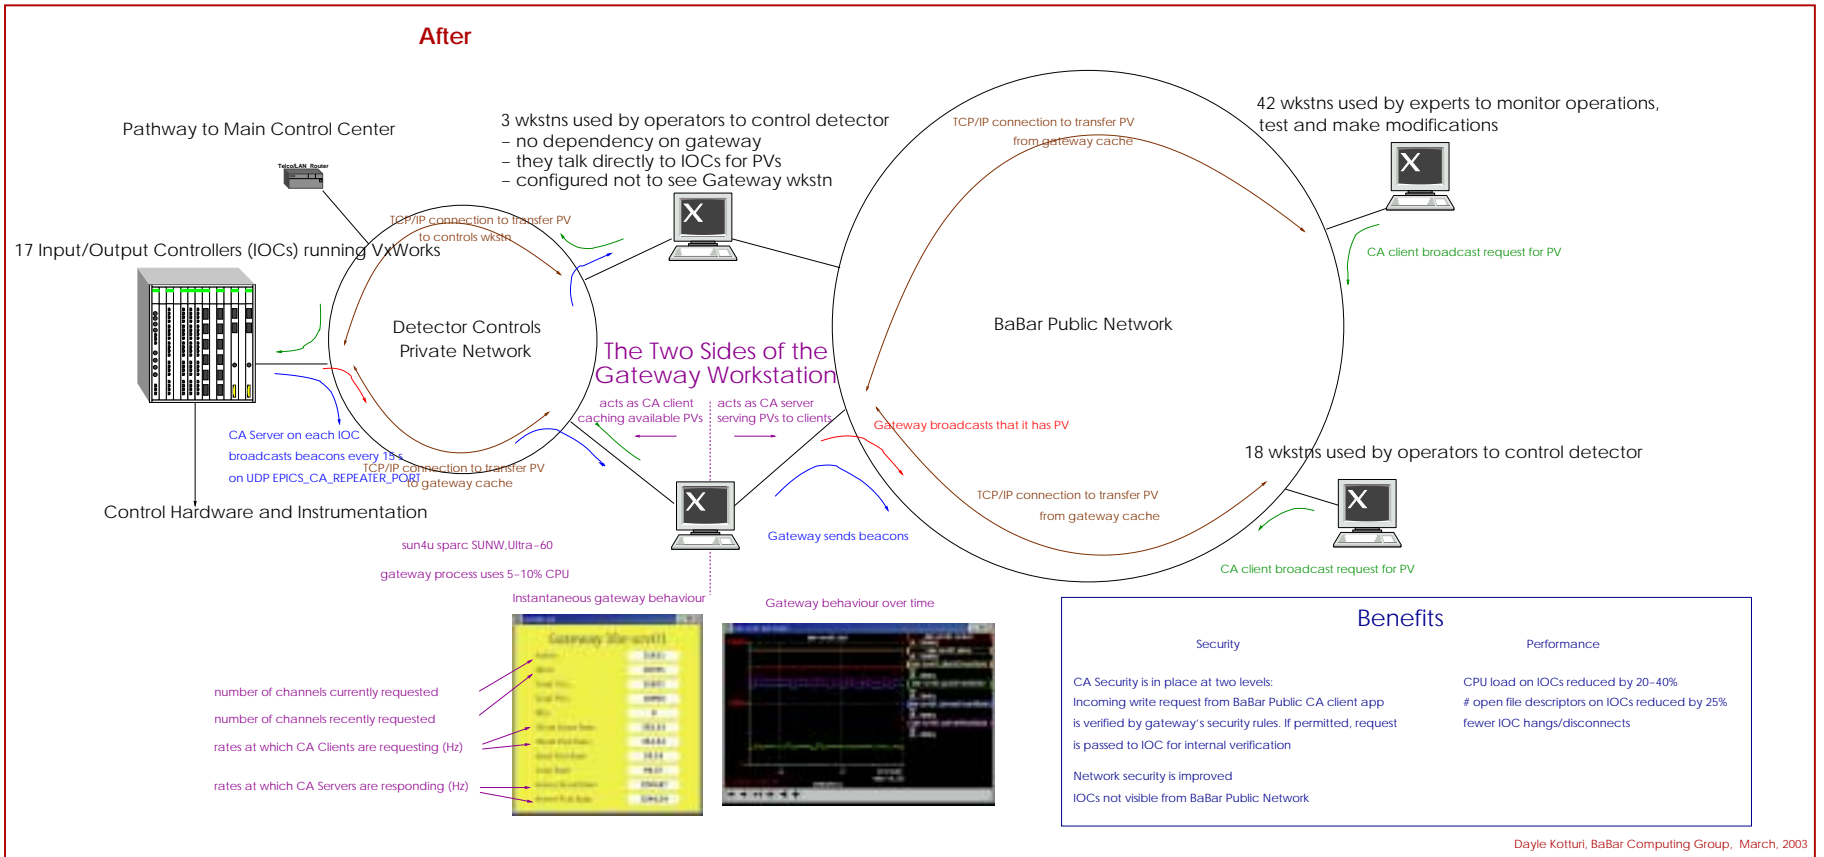 After
Pathway to Main Control Center
Telco/LAN Router
3 wkstns used by operators to control detector
– no dependency on gateway
– they talk directly to IOCs for PVs
– configured not to see Gateway wkstn
X
42 wkstns used by experts to monitor operations,
test and make modifications
X
TCP/IP connection to transfer PV
from gateway cache
CA client broadcast request for PV
17 Input/Output Controllers (IOCs) running VxWorks
TCP/IP connection to transfer PV
to controls wkstn
Detector Controls
Private Network
BaBar Public Network
The Two Sides of the
Gateway Workstation
acts as CA client
caching available PVs
acts as CA server
serving PVs to clients
Gateway broadcasts that it has PV
CA Server on each IOC
broadcasts beacons every 15 s
on UDP EPICS_CA_REPEATER_PORT
TCP/IP connection to transfer PV
to gateway cache
18 wkstns used by operators to control detector
X
TCP/IP connection to transfer PV
from gateway cache
CA client broadcast request for PV
Control Hardware and Instrumentation
X
Gateway sends beacons
sun4u sparc SUNW,Ultra–60
gateway process uses 5–10% CPU
Instantaneous gateway behaviour
Gateway behaviour over time
number of channels currently requested
number of channels recently requested
rates at which CA Clients are requesting (Hz)
rates at which CA Servers are responding (Hz)
Gateway
Benefits
Security
CA Security is in place at two levels:
Incoming write request from BaBar Public CA client app
is verified by gateway's security rules. If permitted, request
is passed to IOC for internal verification
Network security is improved
IOCs not visible from BaBar Public Network
Performance
CPU load on IOCs reduced by 20–40%
# open file descriptors on IOCs reduced by 25%
fewer IOC hangs/disconnects
Dayle Kotturi, BaBar Computing Group, March, 2003